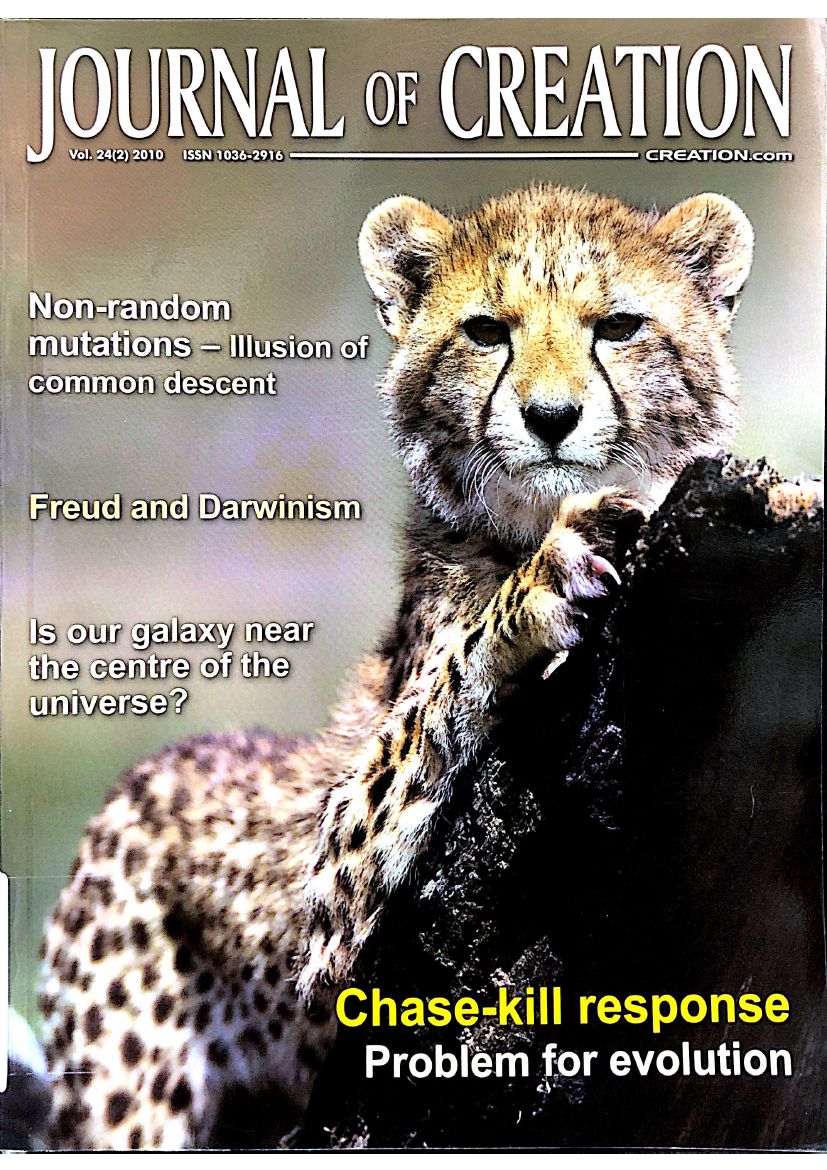 JOURNAL OF CREATION
Vol. 24(2) 2010 ISSN 1036-2916 CREATION.com
Non-random
mutations – Illusion of
common descent
Freud and Darwinism
Is our galaxy near
the centre of the
universe?
Chase-kill response
Problem for evolution